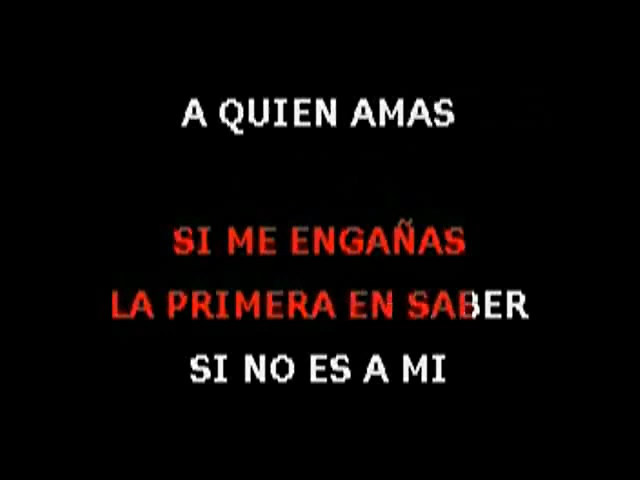 A QUIEN AMAS
SI ME ENGAÑAS
LA PRIMERA EN SABER
SI NO ES A MI